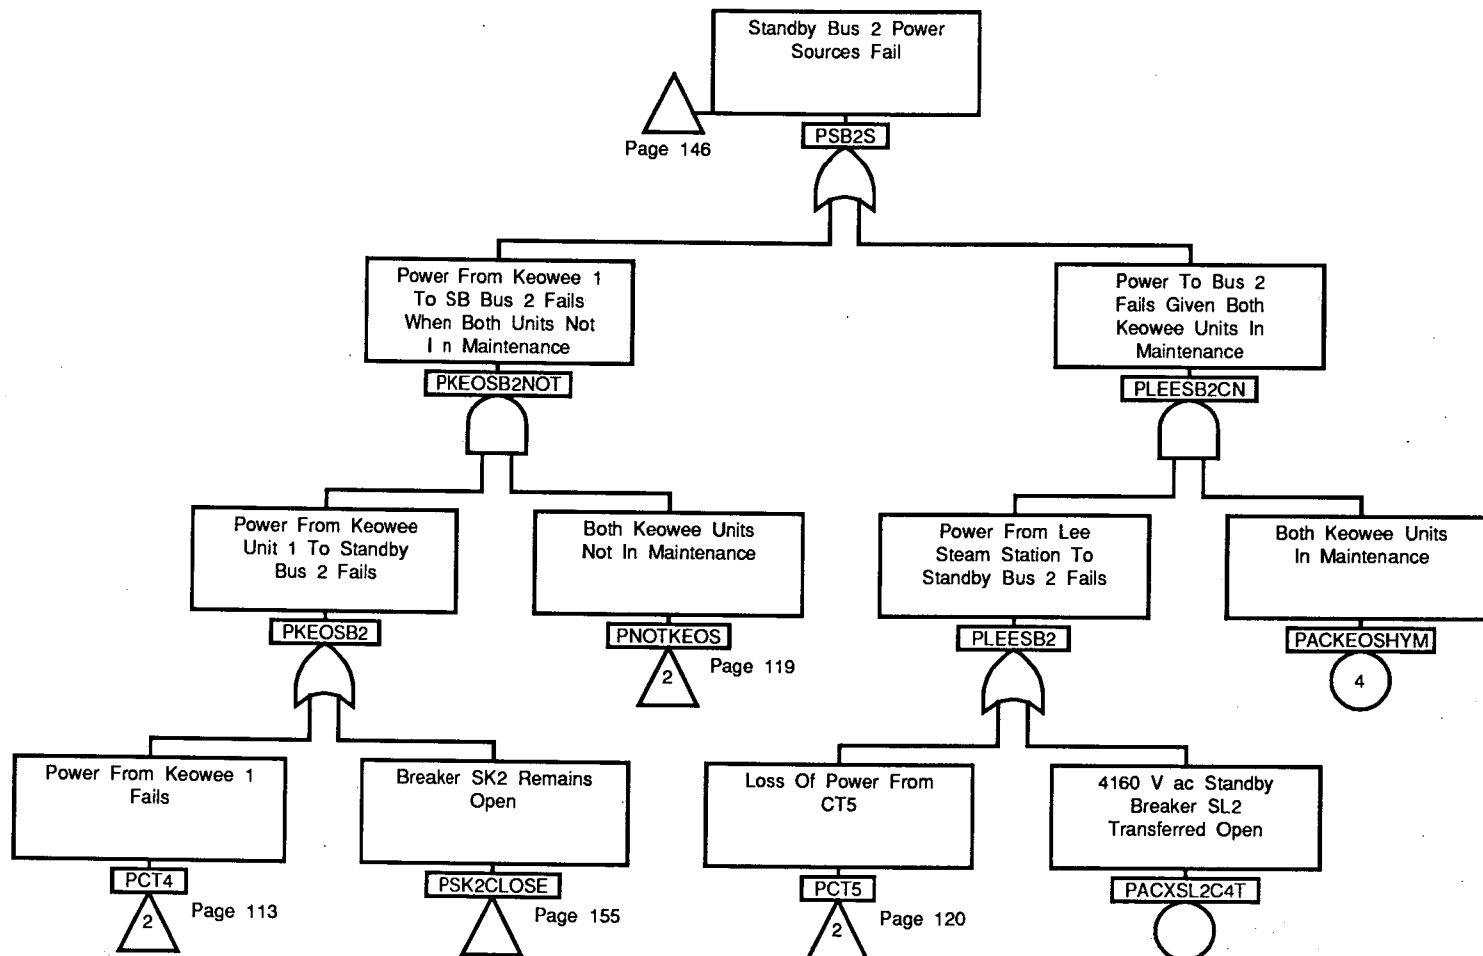 Standby Bus 2 Power
Sources Fail
Page 146
PSB2S
Power From Keowee 1
To SB Bus 2 Fails
When Both Units Not
I n Maintenance
PKEOSB2NOT
Power To Bus 2
Fails Given Both
Keowee Units In
Maintenance
PLEESB2CN
Power From Keowee
Unit 1 To Standby
Bus 2 Fails
PKEOSB2
Both Keowee Units
Not In Maintenance
PNOTKEOS
2
Page 119
Power From Lee
Steam Station To
Standby Bus 2 Fails
PLEESB2
Both Keowee Units
In Maintenance
PACKEOSHYM
4
Power From Keowee 1
Fails
PCT4
2
Page 113
Breaker SK2 Remains
Open
PSK2CLOSE
Page 155
Loss Of Power From
CT5
PCT5
2
Page 120
4160 V ac Standby
Breaker SL2
Transferred Open
PACXSL2C4T